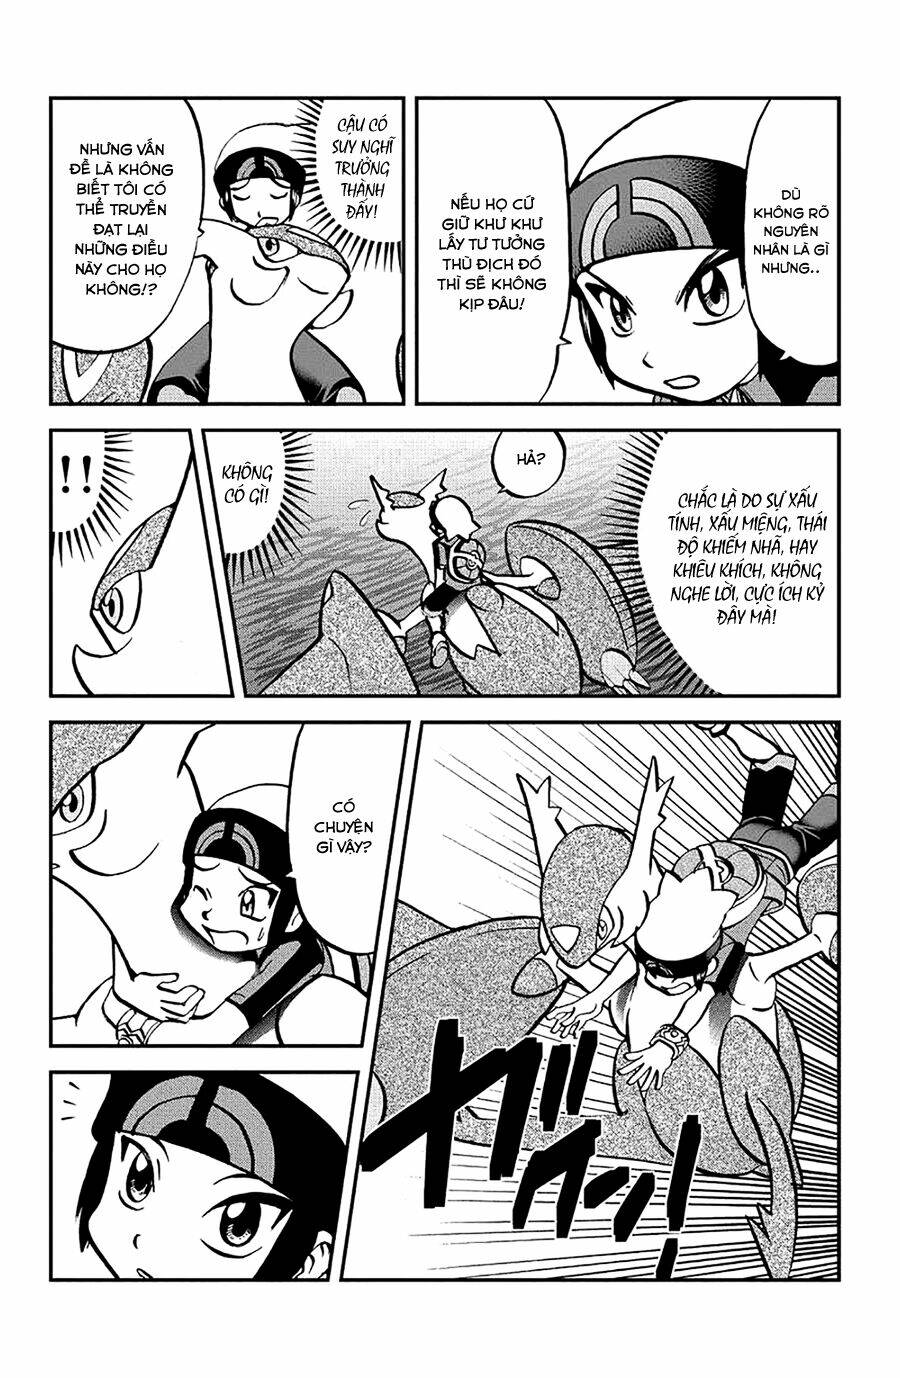 DÙ
KHÔNG RÕ
NGUYÊN
NHÂN LÀ GÌ
NHƯNG..
NẾU HỌ CỨ
GIỮ KHƯ KHƯ
LẤY TƯ TƯỞNG
THÙ ĐỊCH ĐÓ
THÌ SẼ KHÔNG
KỊP ĐÂU!
CẬU CÓ
SUY NGHĨ
TRƯỞNG
THÀNH
ĐẤY!
NHƯNG VẤN
ĐỀ LÀ KHÔNG
BIẾT TÔI CÓ
THỂ TRUYỀN
ĐẠT LẠI
NHỮNG ĐIỀU
NÀY CHO HỌ
KHÔNG!?
CHẮC LÀ DO SỰ XẤU
TÍNH, XẤU MIỆNG, THÁI
ĐỘ KHIẾM NHÃ, HAY
KHIÊU KHÍCH, KHÔNG
NGHE LỜI, CỰC ÍCH KỶ
ĐÂY MÀ!
HẢ?
KHÔNG
CÓ GÌ!
!!
ガクン!
CÓ
CHUYỆN
GÌ VẬY?